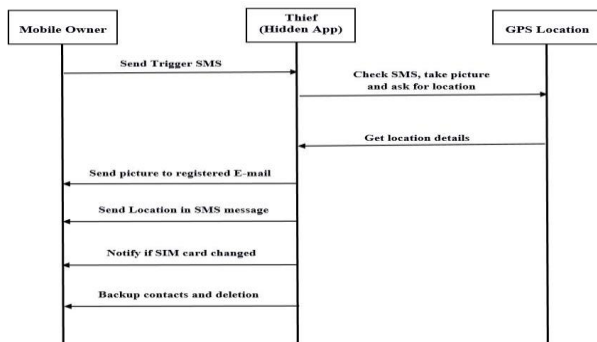 Mobile Owner
Thief
(Hidden App)
GPS Location
Send Trigger SMS
Check SMS, take picture
and ask for location
Get location details
Send picture to registered E-mail
Send Location in SMS message
Notify if SIM card changed
Backup contacts and deletion